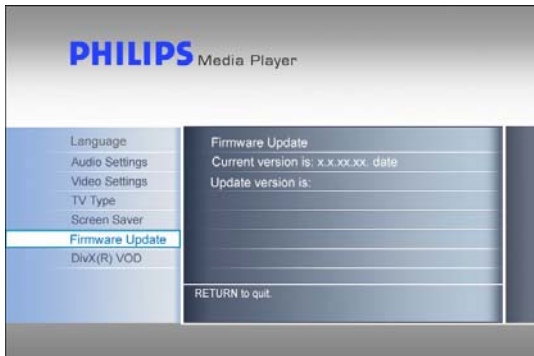 PHILIPS Media Player
Language
Audio Settings
Video Settings
TV Type
Screen Saver
Firmware Update
DivX(R) VOD
Firmware Update
Current version is: x.x.xx.xx. date
Update version is:
RETURN to quit.